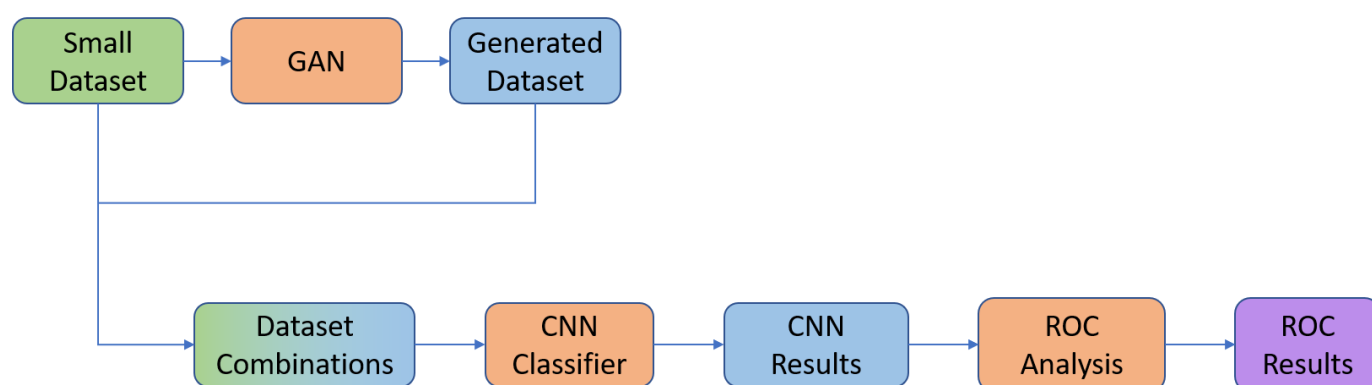 Small
Dataset
GAN
Generated
Dataset
Dataset
Combinations
CNN
Classifier
CNN
Results
ROC
Analysis
ROC
Results